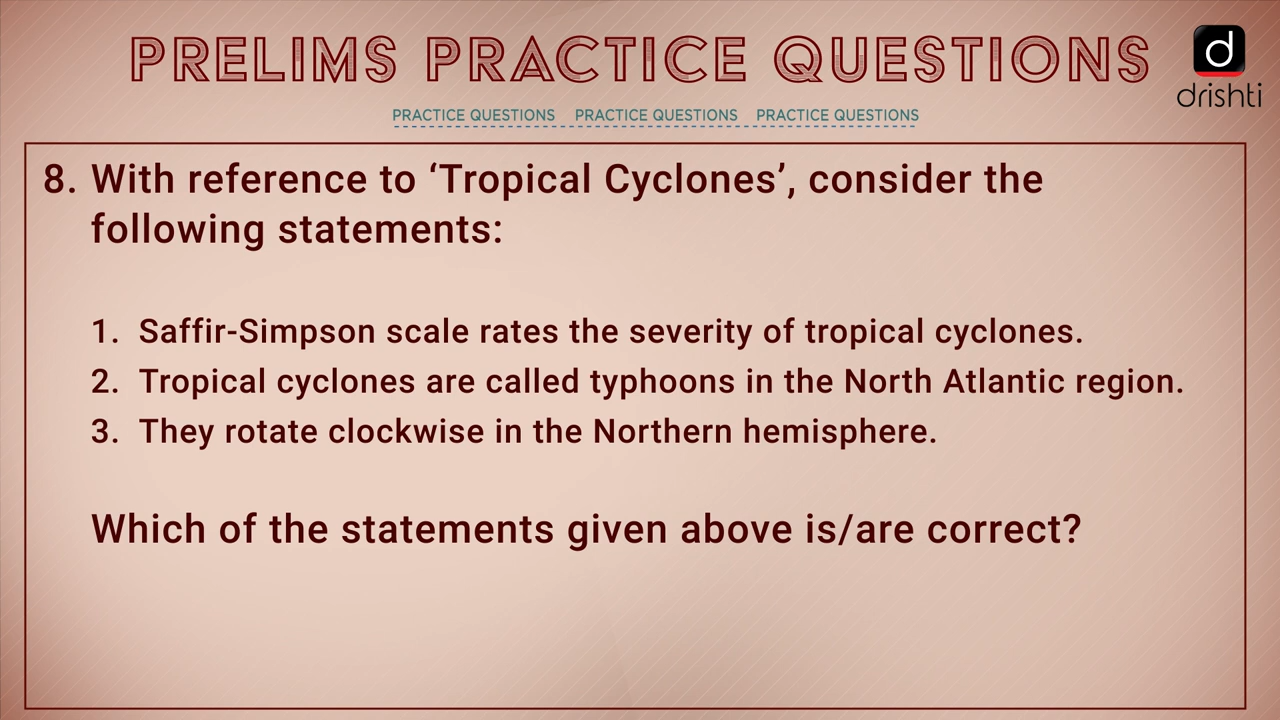 PRELIMS PRACTICE QUESTIONS
drishti
PRACTICE QUESTIONS PRACTICE QUESTIONS PRACTICE QUESTIONS
8. With reference to ‘Tropical Cyclones’, consider the
following statements:
1. Saffir-Simpson scale rates the severity of tropical cyclones.
2. Tropical cyclones are called typhoons in the North Atlantic region.
3. They rotate clockwise in the Northern hemisphere.
Which of the statements given above is/are correct?